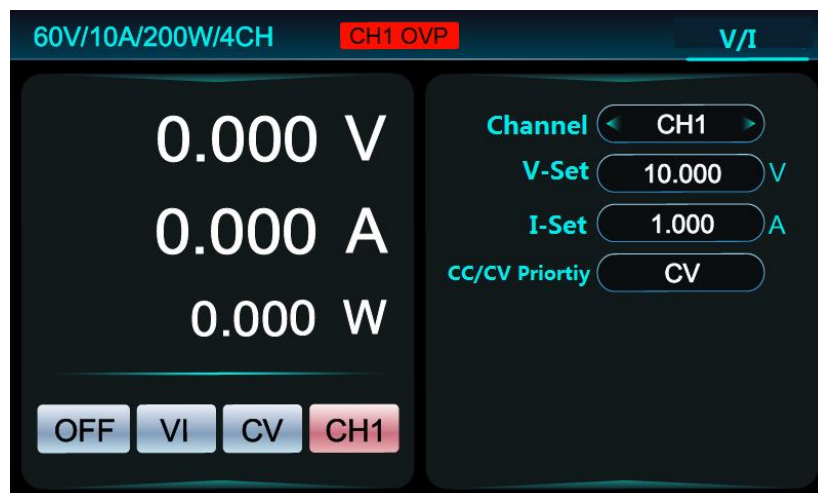 60V/10A/200W/4CH
CH1 OVP
V/I
0.000 V
0.000 A
0.000 W
OFF VI CV CH1
Channel < CH1 >
V-Set 10.000 V
I-Set 1.000 A
CC/CV Priortiy CV